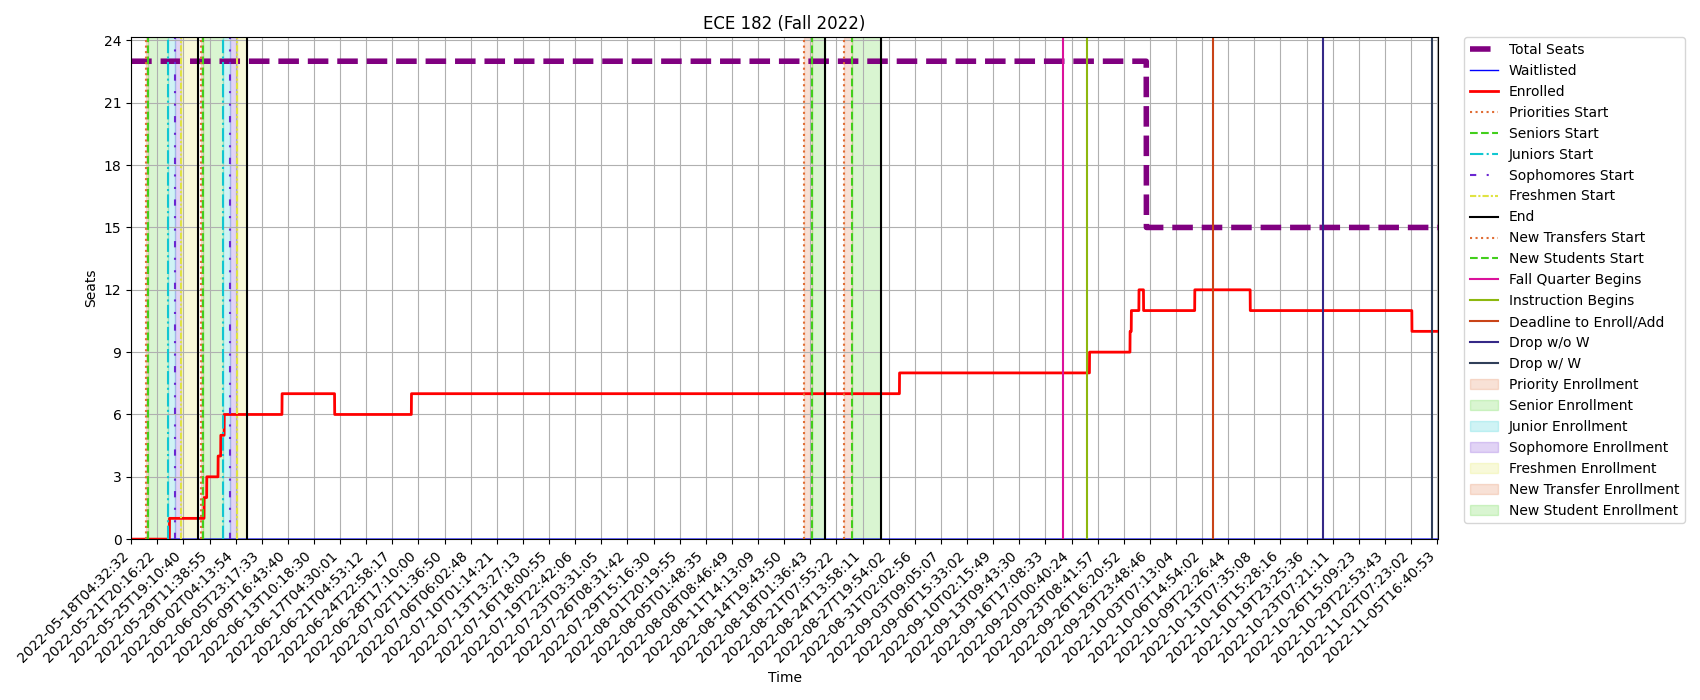 ECE 182 (Fall 2022)
Seats
24
21
18
15
12
9
6
3
0
2022-05-18T04:32:32
2022-05-21T20:16:22
2022-05-25T19:10:40
2022-05-29T11:38:55
2022-06-02T04:13:54
2022-06-05T23:17:33
2022-06-09T16:43:40
2022-06-13T10:18:30
2022-06-17T04:30:01
2022-06-21T04:53:12
2022-06-24T22:58:17
2022-06-28T17:10:00
2022-07-02T11:36:50
2022-07-06T06:02:48
2022-07-10T01:14:21
2022-07-13T13:27:13
2022-07-16T18:00:55
2022-07-19T22:42:06
2022-07-23T03:31:05
2022-07-26T08:31:42
2022-07-29T15:16:30
2022-08-01T20:19:55
2022-08-05T01:48:35
2022-08-08T08:46:49
2022-08-11T14:13:09
2022-08-14T19:43:50
2022-08-18T01:36:43
2022-08-21T07:55:22
2022-08-24T13:58:11
2022-08-27T19:54:02
2022-08-31T02:02:56
2022-09-03T09:05:07
2022-09-06T15:33:02
2022-09-10T02:15:49
2022-09-13T09:43:30
2022-09-16T17:08:33
2022-09-20T00:40:24
2022-09-23T08:41:57
2022-09-26T16:20:52
2022-09-29T23:48:46
2022-10-03T07:13:04
2022-10-06T14:54:02
2022-10-09T22:26:44
2022-10-13T07:35:08
2022-10-16T15:28:16
2022-10-19T23:25:36
2022-10-23T07:21:11
2022-10-26T15:09:23
2022-10-29T22:53:43
2022-11-02T07:23:02
2022-11-05T16:40:53
Time
Total Seats
Waitlisted
Enrolled
Priorities Start
Seniors Start
Juniors Start
Sophomores Start
Freshmen Start
End
New Transfers Start
New Students Start
Fall Quarter Begins
Instruction Begins
Deadline to Enroll/Add
Drop w/o W
Drop w/ W
Priority Enrollment
Senior Enrollment
Junior Enrollment
Sophomore Enrollment
Freshmen Enrollment
New Transfer Enrollment
New Student Enrollment